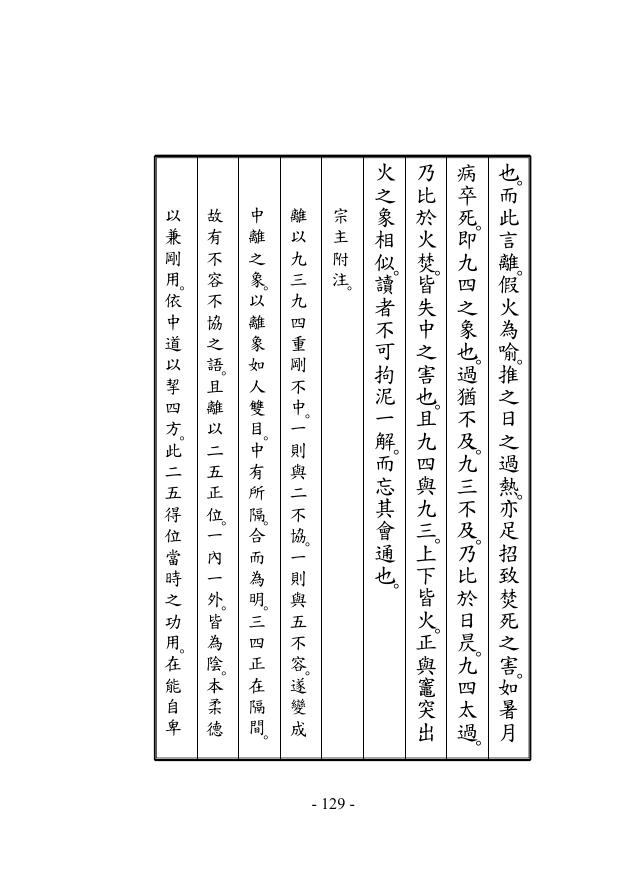 也。而此言離。假火為喻。推之日之過熱。亦足招致焚死之害。如暑月
病卒死。即九四之象也。過猶不及。九三不及。乃比於日昃。九四太過。
乃比於火焚。皆失中之害也。且九四與九三。上下皆火。正與竈突出
火之象相似。讀者不可拘泥一解。而忘其會通也。
宗主附注。
離以九三九四重剛不中。一則與二不協。一則與五不容。遂變成
中離之象。以離象如人雙目。中有所隔。合而為明。三四正在隔間。
故有不容不協之語。且離以二五正位。一內一外。皆為陰。本柔德
以兼剛用。依中道以挈四方。此二五得位當時之功用。在能自卑
- 129 -